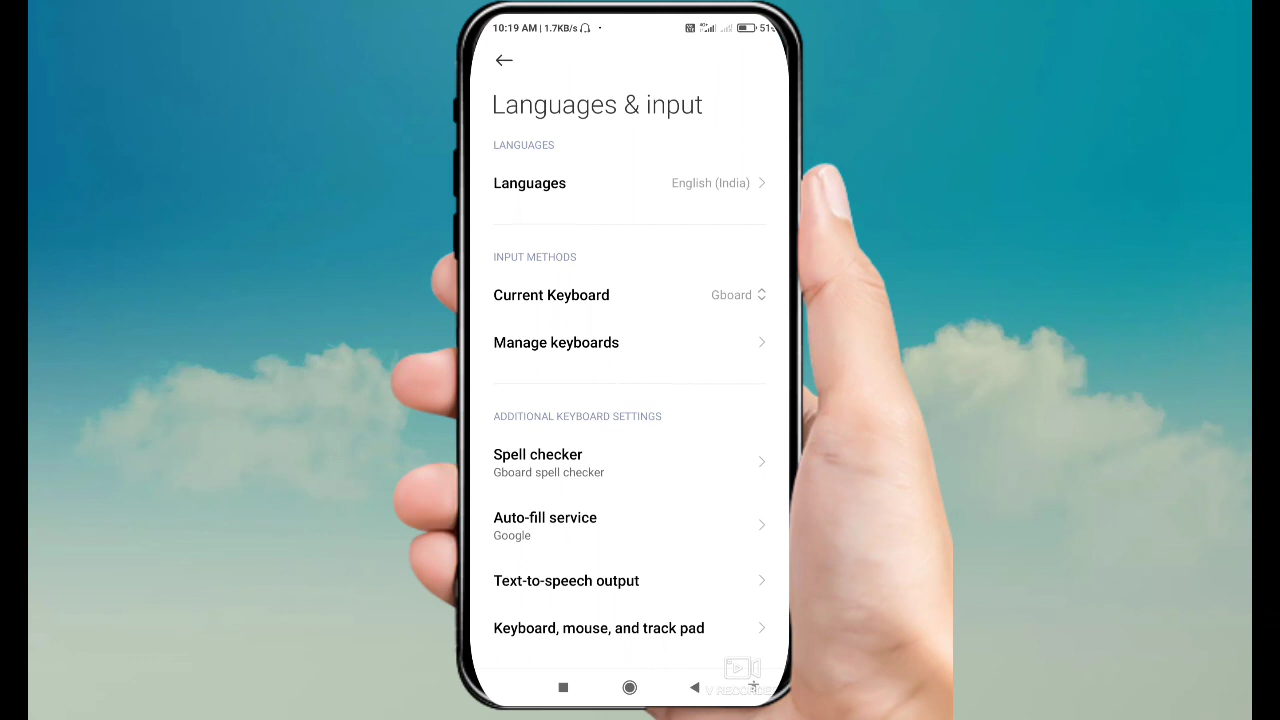 10:19 AM | 1.7KB/s
Languages & input
LANGUAGES
Languages English (India)
INPUT METHODS
Current Keyboard Gboard
Manage keyboards
ADDITIONAL KEYBOARD SETTINGS
Spell checker
Gboard spell checker
Auto-fill service
Google
Text-to-speech output
Keyboard, mouse, and track pad
V RECORDER